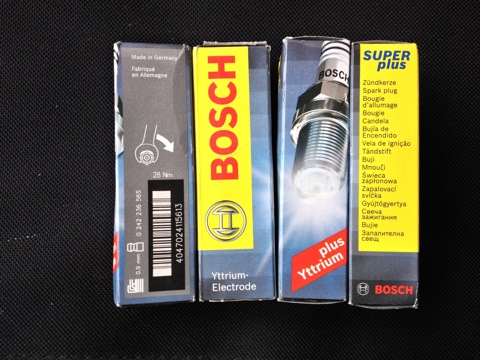 Made in Germany
Fabriqué
en Allemagne
28 Nm
0 242 236 565
0.9 mm
4047024115613
BOSCH
Yttrium-
Electrode
BOSCH
plus
Yttrium
SUPER
plus
Zündkerze
Spark plug
Bougie
d'allumage
Bougie
Candela
Bujía de
Encendido
Vela de ignição
Tändstift
Buji
Μπουζί
Świeca
zapłonowa
Zapalovací
svíčka
Gyújtógyertya
Свеча
зажигания
Bujie
Запалителна
свещ
BOSCH